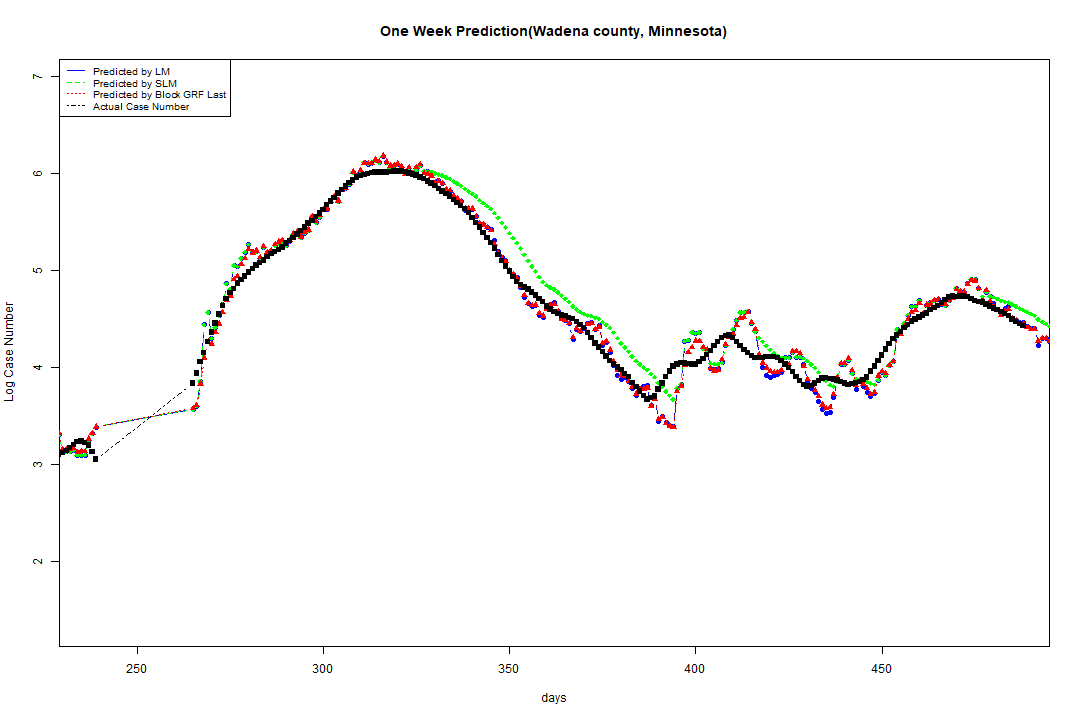 One Week Prediction(Wadena county, Minnesota)
Predicted by LM
Predicted by SLM
Predicted by Block GRF Last
Actual Case Number
7
6
5
4
3
2
Log Case Number
250 300 350 400 450
days